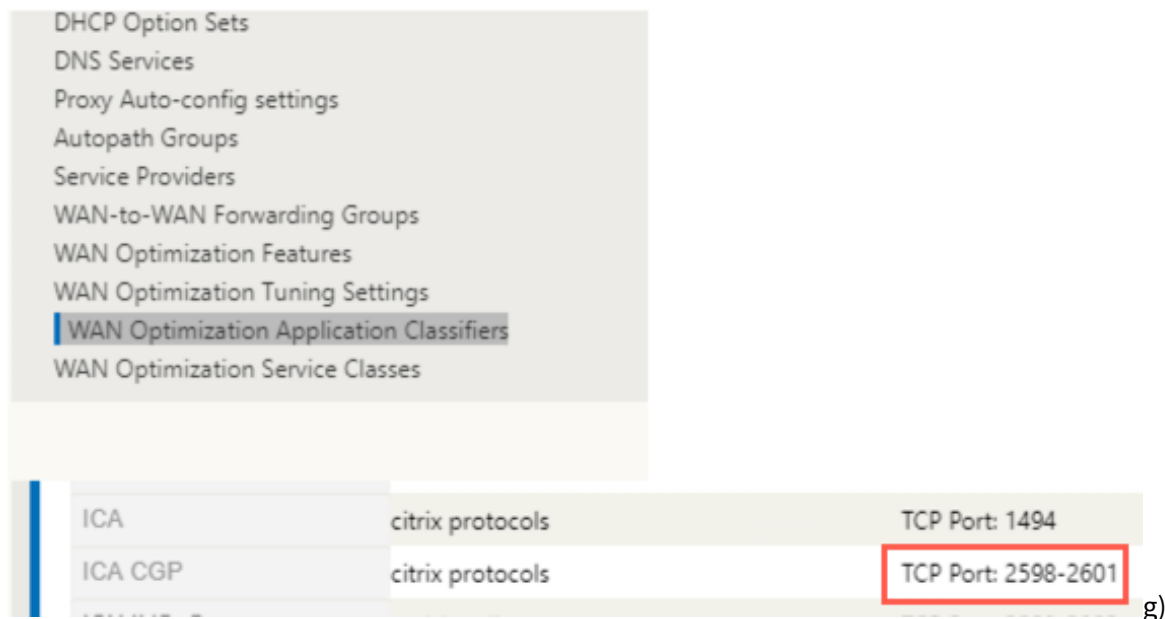 DHCP Option Sets
DNS Services
Proxy Auto-config settings
Autopath Groups
Service Providers
WAN-to-WAN Forwarding Groups
WAN Optimization Features
WAN Optimization Tuning Settings
WAN Optimization Application Classifiers
WAN Optimization Service Classes
ICA citrix protocols TCP Port: 1494
ICA CGP citrix protocols TCP Port: 2598-2601
g)